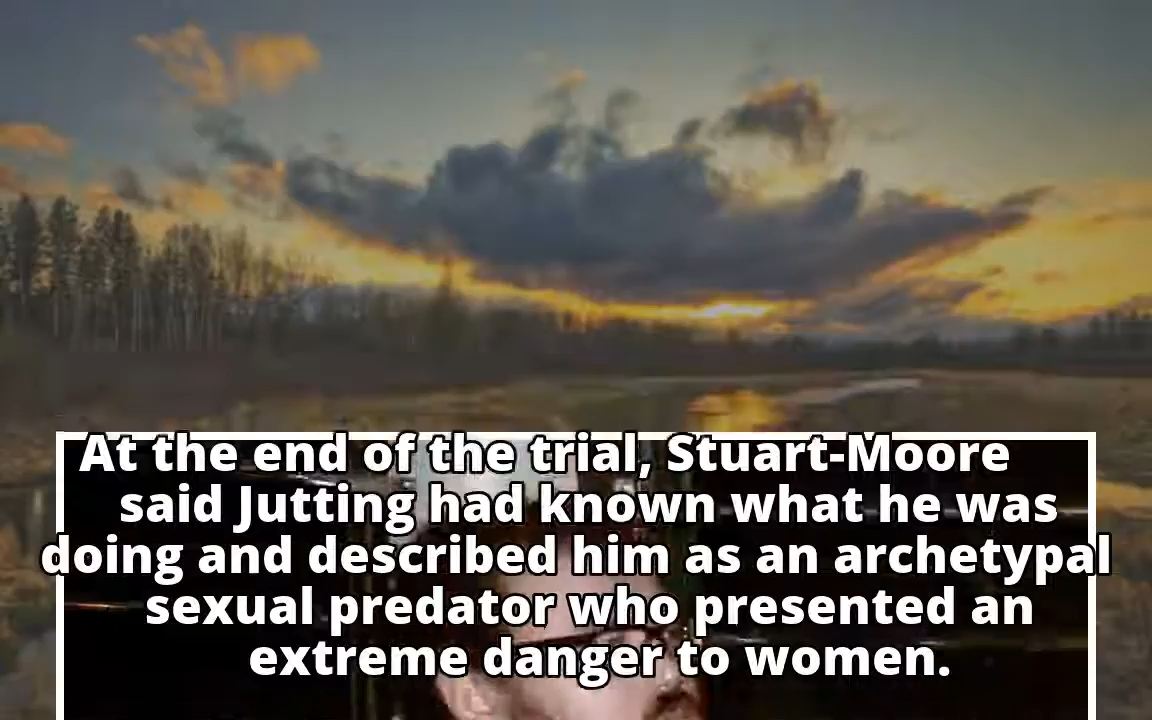 At the end of the trial, Stuart-Moore
said Jutting had known what he was
doing and described him as an archetypal
sexual predator who presented an
extreme danger to women.